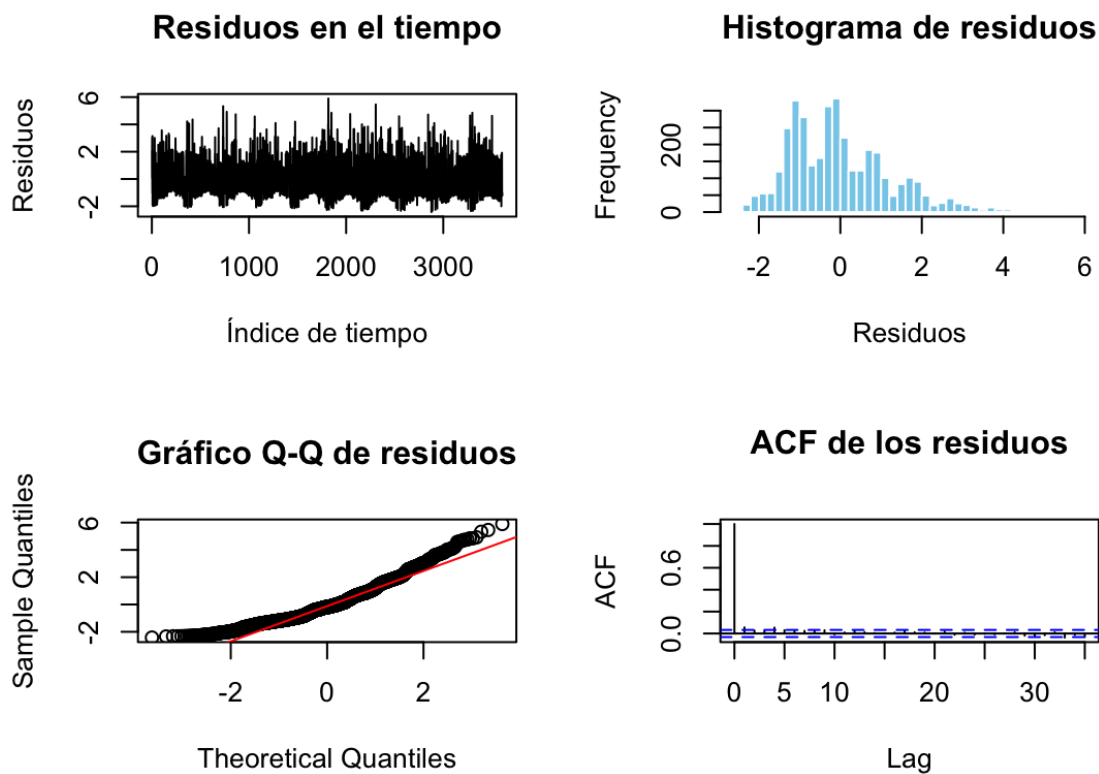 Residuos en el tiempo
Residuos
6
2
-2
0 1000 2000 3000
Índice de tiempo
Histograma de residuos
Frequency
200
0
-2 0 2 4 6
Residuos
Gráfico Q-Q de residuos
Sample Quantiles
6
2
-2
-2 0 2
Theoretical Quantiles
ACF de los residuos
ACF
0.6
0.0
0 5 10 20 30
Lag